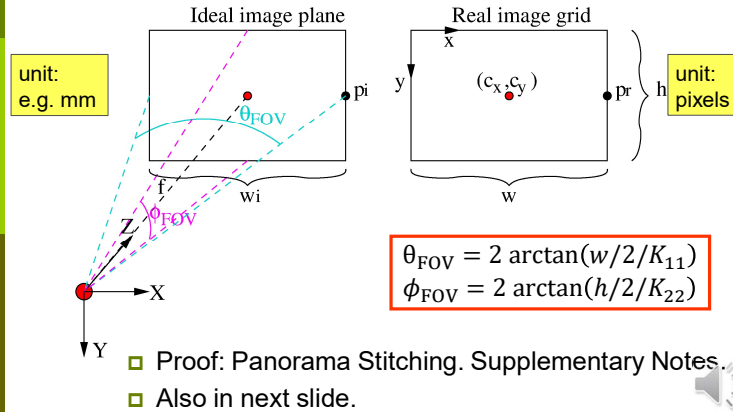 Ideal image plane
Real image grid
unit:
e.g. mm
pi
θFOV
f
ϕFOV
wi
Z
X
Y
x
y
(cx,cy )
pr
h
w
unit:
pixels
θFOV = 2 arctan(w/2/K11)
ϕFOV = 2 arctan(h/2/K22)
Proof: Panorama Stitching. Supplementary Notes.
Also in next slide.